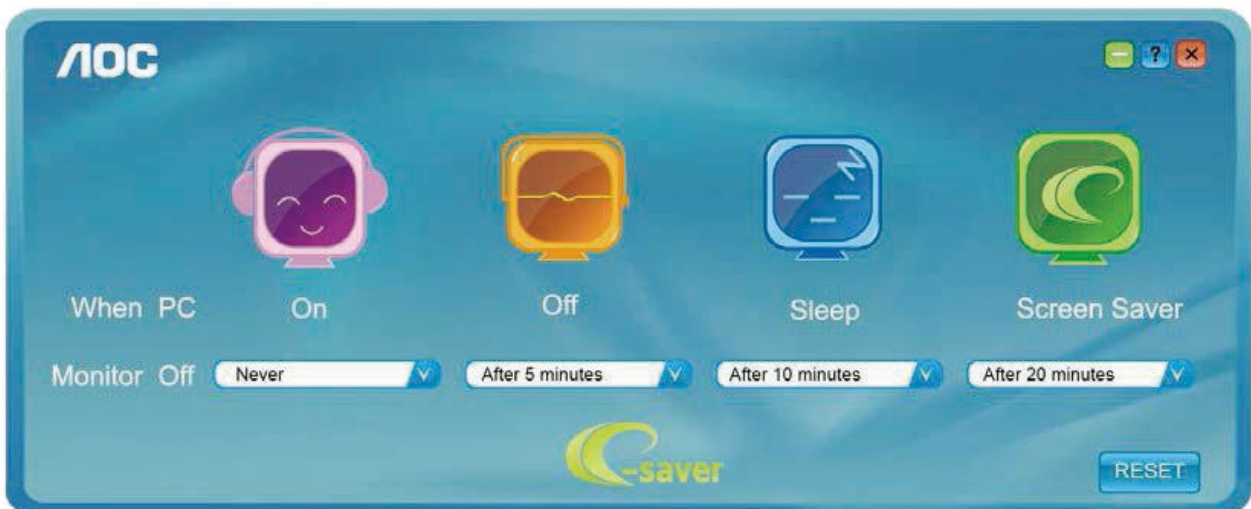 AOC
?
When PC On Off Sleep Screen Saver
Monitor Off Never After 5 minutes After 10 minutes After 20 minutes
e-saver
RESET